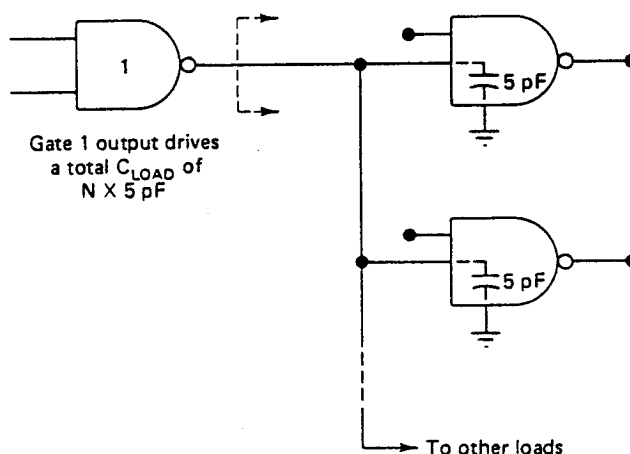 1
5 pF
Gate 1 output drives
a total C_LOAD of
N X 5 pF
5 pF
To other loads